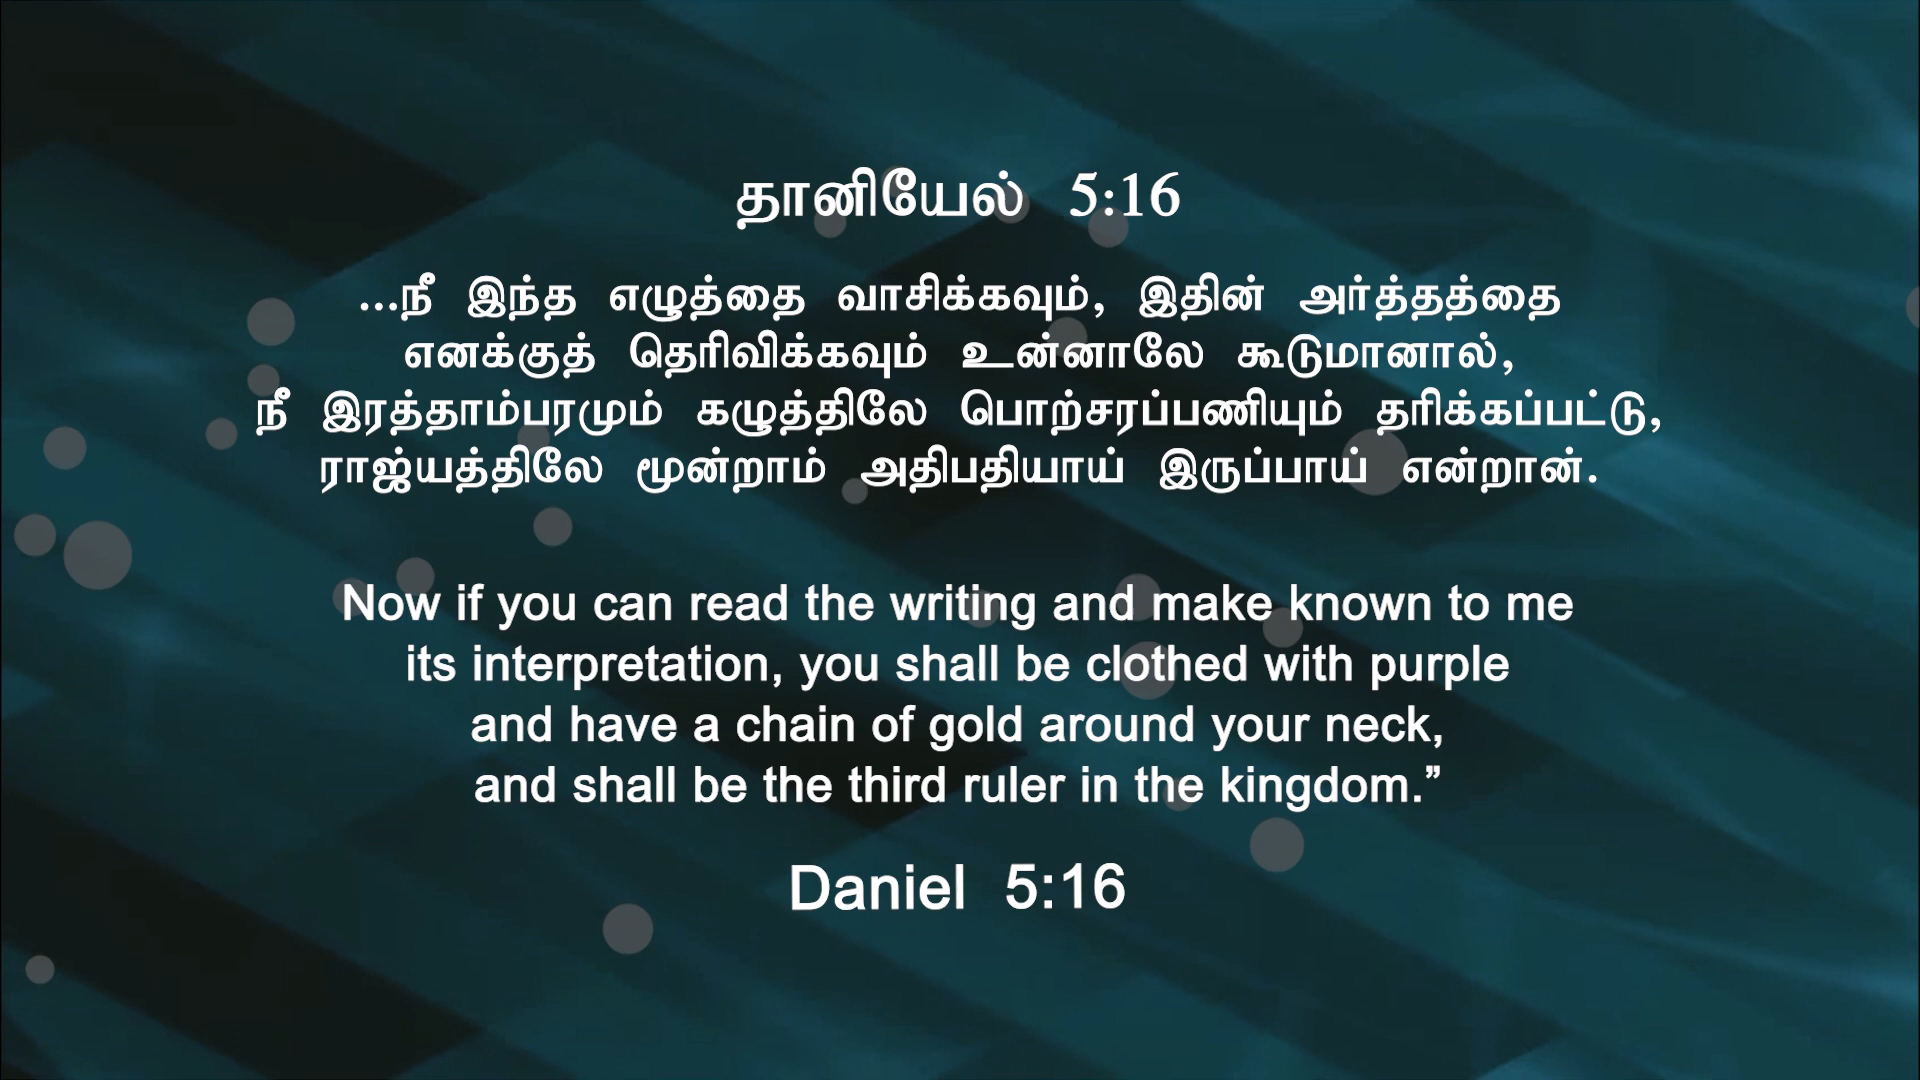 தானியேல் 5:16
...நீ இந்த எழுத்தை வாசிக்கவும், இதின் அர்த்தத்தை
எனக்குத் தெரிவிக்கவும் உன்னாலே கூடுமானால்,
நீ இரத்தாம்பரமும் கழுத்திலே பொற்சரப்பணியும் தரிக்கப்பட்டு,
ராஜ்யத்திலே மூன்றாம் அதிபதியாய் இருப்பாய் என்றான்.
Now if you can read the writing and make known to me
its interpretation, you shall be clothed with purple
and have a chain of gold around your neck,
and shall be the third ruler in the kingdom.”
Daniel 5:16